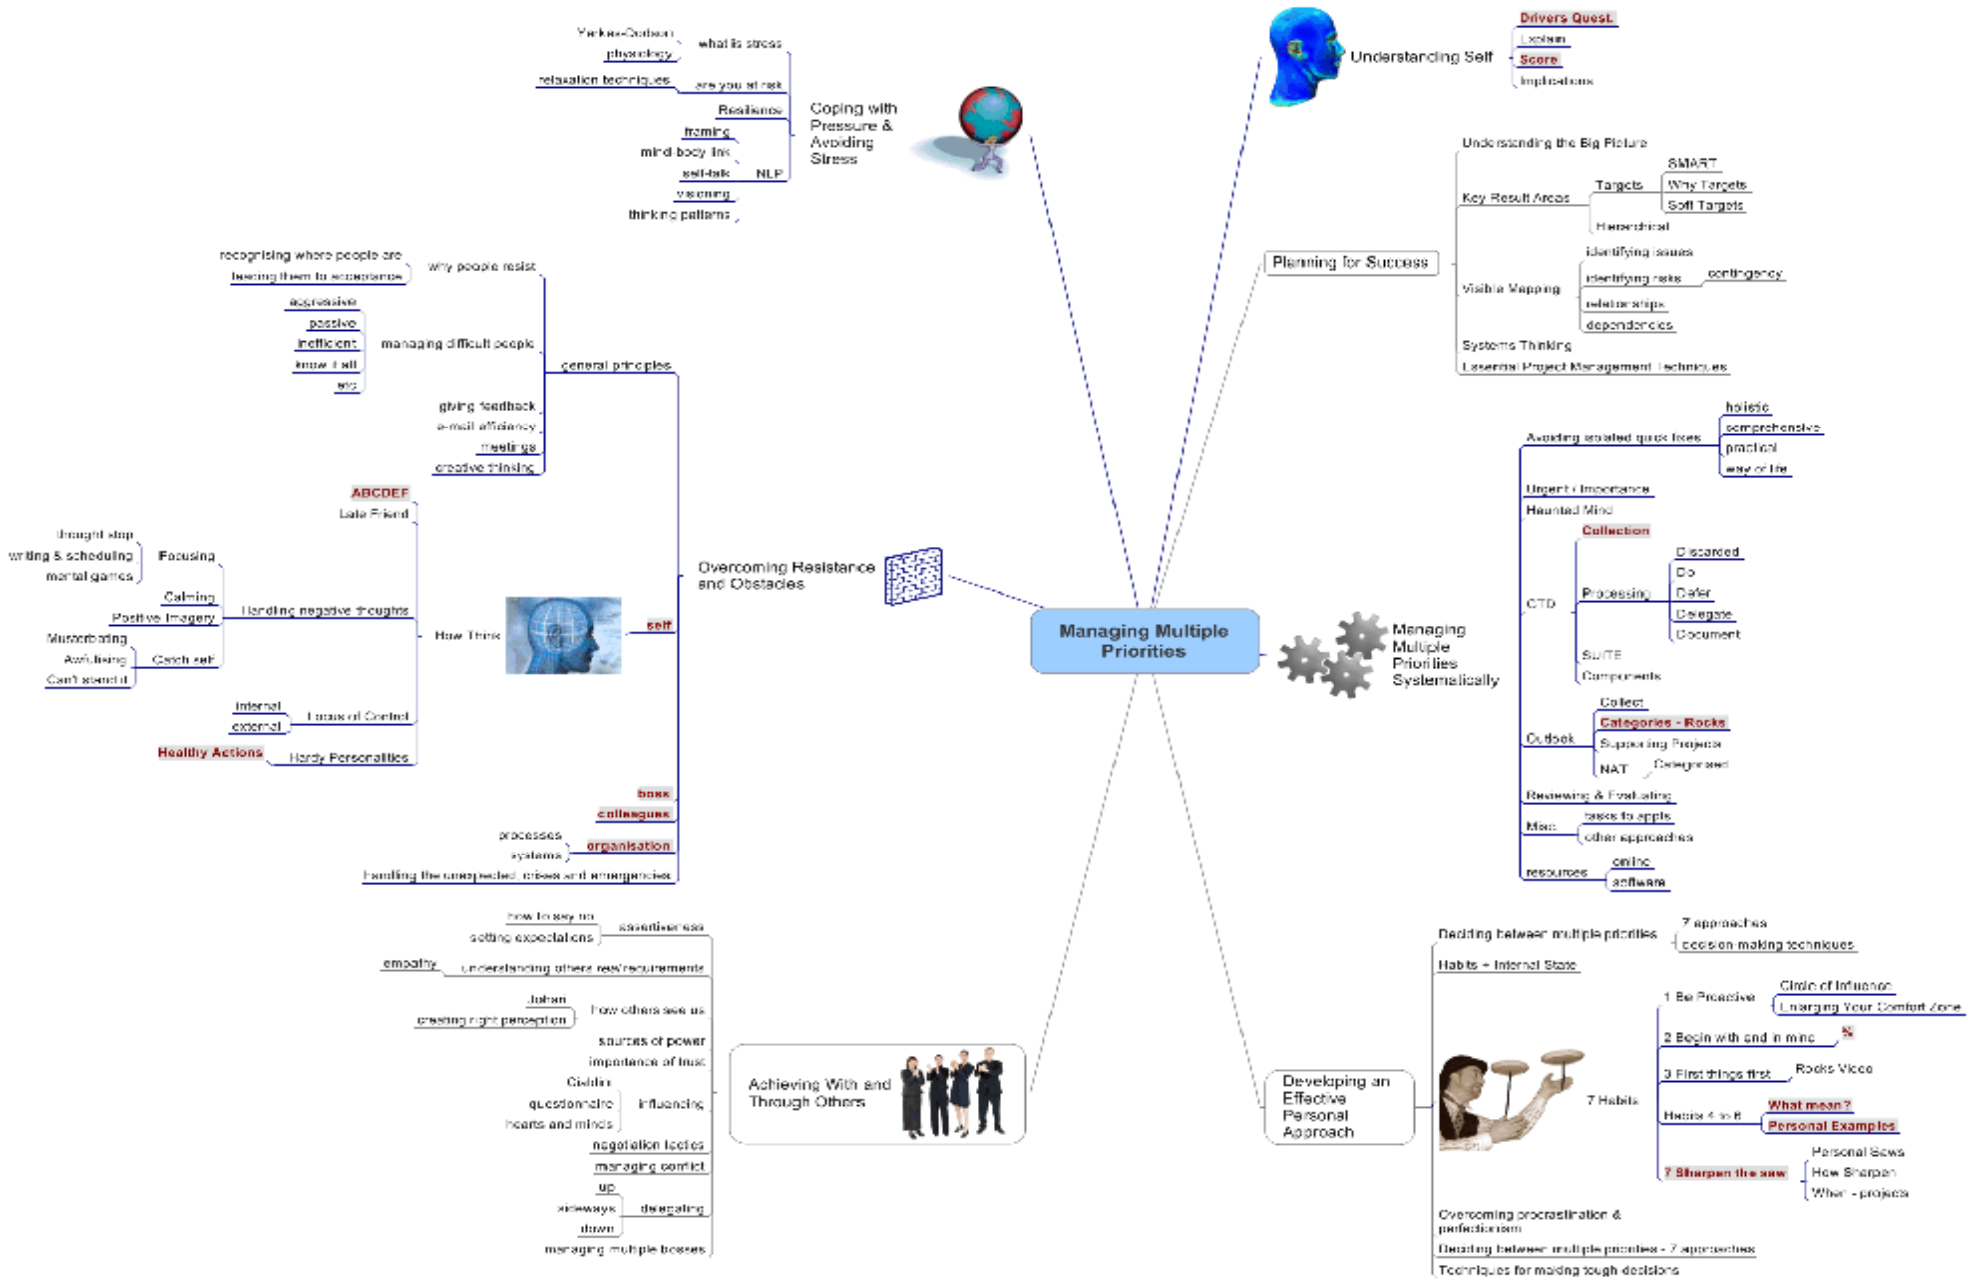 Managing Multiple
Priorities
Understanding Self
Drivers Quest.
Explain
Score
Implications
Planning for Success
Understanding the Big Picture
Key Result Areas
Targets
SMART
Why Targets
Soft Targets
Hierarchical
Visible Mapping
identifying issues
identifying risks
contingency
relationships
dependencies
Systems Thinking
Essential Project Management Techniques
Managing
Multiple
Priorities
Systematically
Avoiding isolated quick fixes
holistic
comprehensive
practical
way of life
Urgent / Importance
Haunted Mind
GTD
Collection
Processing
Discarded
Do
Defer
Delegate
Document
SUITE
Components
Outlook
Collect
Categories - Rocks
Supporting Projects
NAT
Categorised
Reviewing & Evaluating
Misc
tasks to appts
other approaches
resources
online
software
Developing an
Effective
Personal
Approach
Deciding between multiple priorities
7 approaches
decision making techniques
Habits + Internal State
7 Habits
1 Be Proactive
Circle of Influence
Enlarging Your Comfort Zone
2 Begin with end in mind
%
3 First things first
Rocks Video
Habits 4 to 6
What mean?
Personal Examples
7 Sharpen the saw
Personal Saws
How Sharpen
When - projects
Overcoming procrastination &
perfectionism
Deciding between multiple priorities - 7 approaches
Techniques for making tough decisions
Coping with
Pressure &
Avoiding
Stress
what is stress
Yerkes-Dodson
physiology
are you at risk
relaxation techniques
Resilience
NLP
framing
mind-body link
self-talk
visioning
thinking patterns
Overcoming Resistance
and Obstacles
general principles
why people resist
recognising where people are
leading them to acceptance
managing difficult people
aggressive
passive
inefficient
know it all
etc
giving feedback
e-mail efficiency
meetings
creative thinking
self
How Think
ABCDEF
Late Friend
Handling negative thoughts
Focusing
thought stop
writing & scheduling
mental games
Calming
Positive Imagery
Catch self
Musterbating
Awfulising
Can't stand it
Locus of Control
internal
external
Hardy Personalities
Healthy Actions
boss
colleagues
organisation
processes
systems
handling the unexpected, crises and emergencies
Achieving With and
Through Others
assertiveness
how to say no
setting expectations
understanding others rew/requirements
empathy
how others see us
Johari
creating right perception
sources of power
importance of trust
influencing
Cialdini
questionnaire
hearts and minds
negotiation tactics
managing conflict
delegating
up
sideways
down
managing multiple bosses